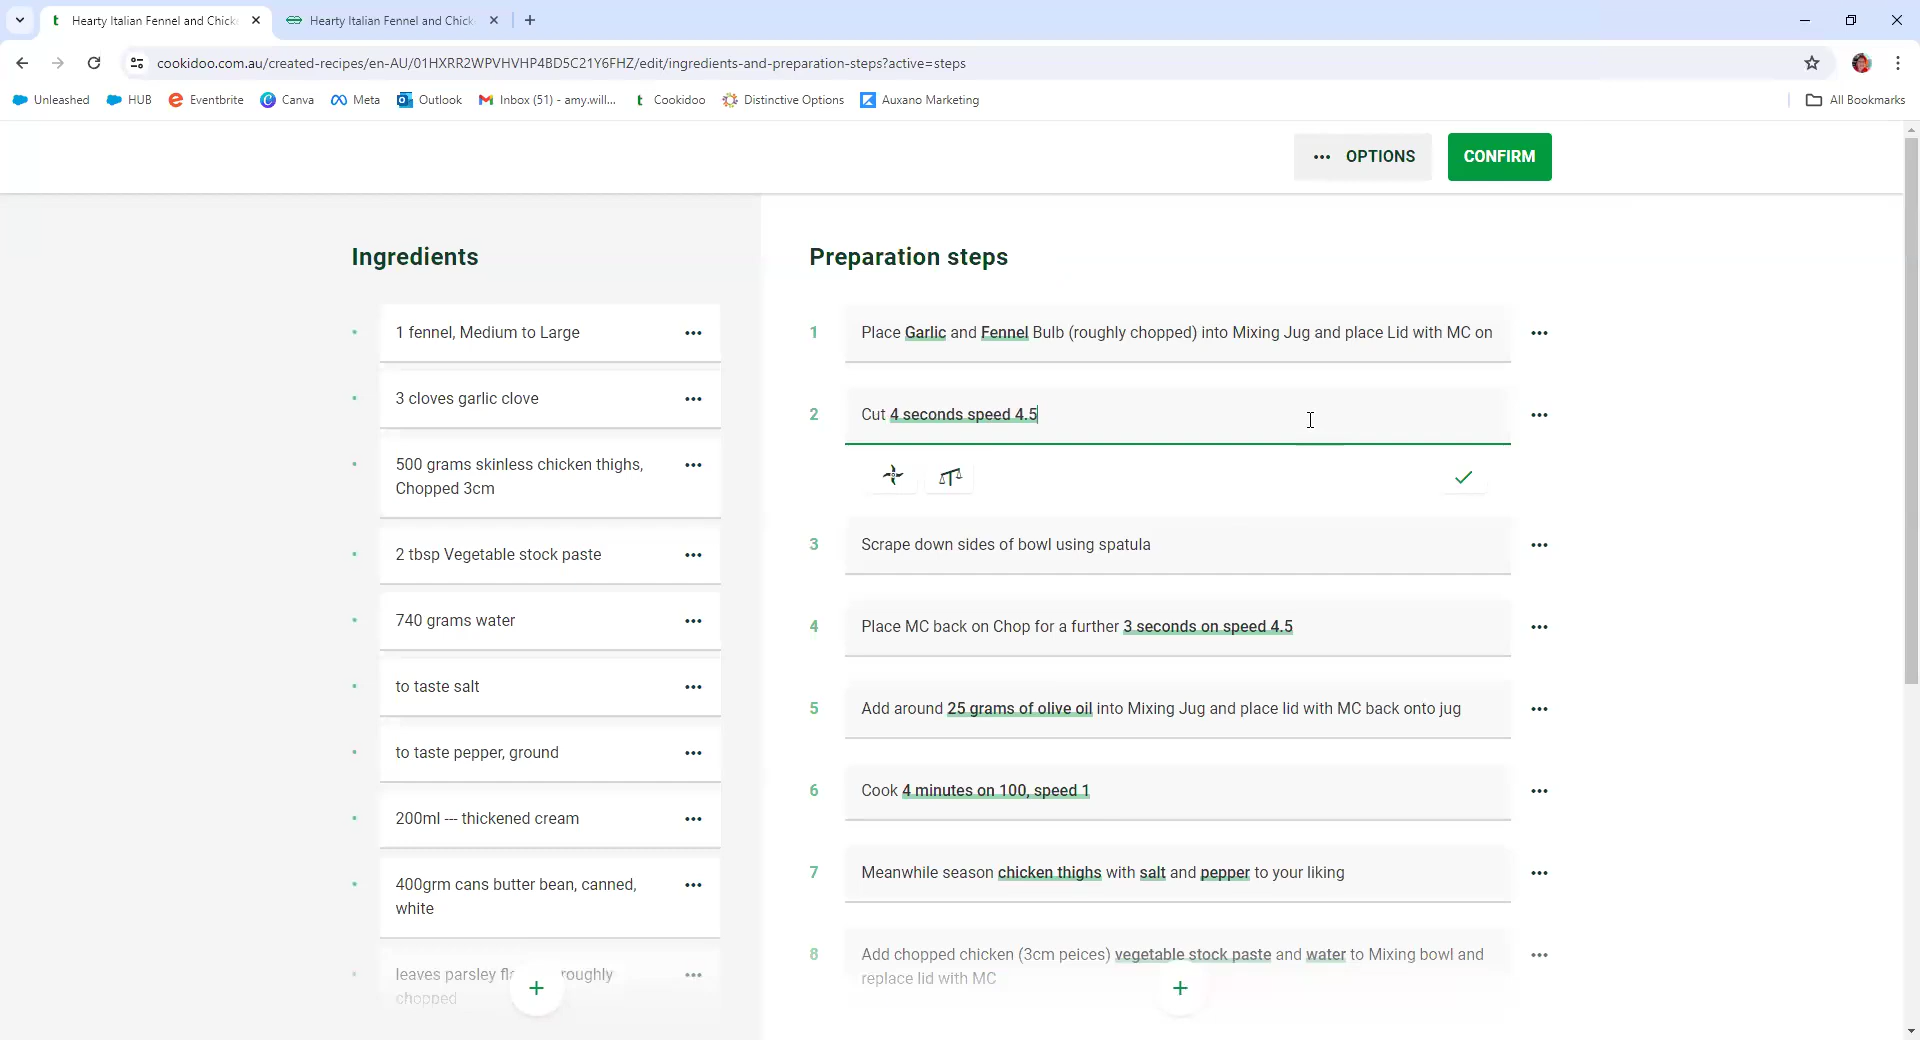 Hearty Italian Fennel and Chick
Hearty Italian Fennel and Chick
cookidoo.com.au/created-recipes/en-AU/01HXRR2WPVHVHP4BD5C21Y6FHZ/edit/ingredients-and-preparation-steps?active=steps
Unleashed HUB Eventbrite Canva Meta Outlook Inbox (51) - amy.will... Cookidoo Distinctive Options Auxano Marketing All Bookmarks
OPTIONS CONFIRM
Ingredients
1 fennel, Medium to Large
3 cloves garlic clove
500 grams skinless chicken thighs,
Chopped 3cm
2 tbsp Vegetable stock paste
740 grams water
to taste salt
to taste pepper, ground
200ml --- thickened cream
400grm cans butter bean, canned,
white
leaves parsley fl roughly
chopped
Preparation steps
1 Place Garlic and Fennel Bulb (roughly chopped) into Mixing Jug and place Lid with MC on
2 Cut 4 seconds speed 4.5
3 Scrape down sides of bowl using spatula
4 Place MC back on Chop for a further 3 seconds on speed 4.5
5 Add around 25 grams of olive oil into Mixing Jug and place lid with MC back onto jug
6 Cook 4 minutes on 100, speed 1
7 Meanwhile season chicken thighs with salt and pepper to your liking
8 Add chopped chicken (3cm peices) vegetable stock paste and water to Mixing bowl and
replace lid with MC